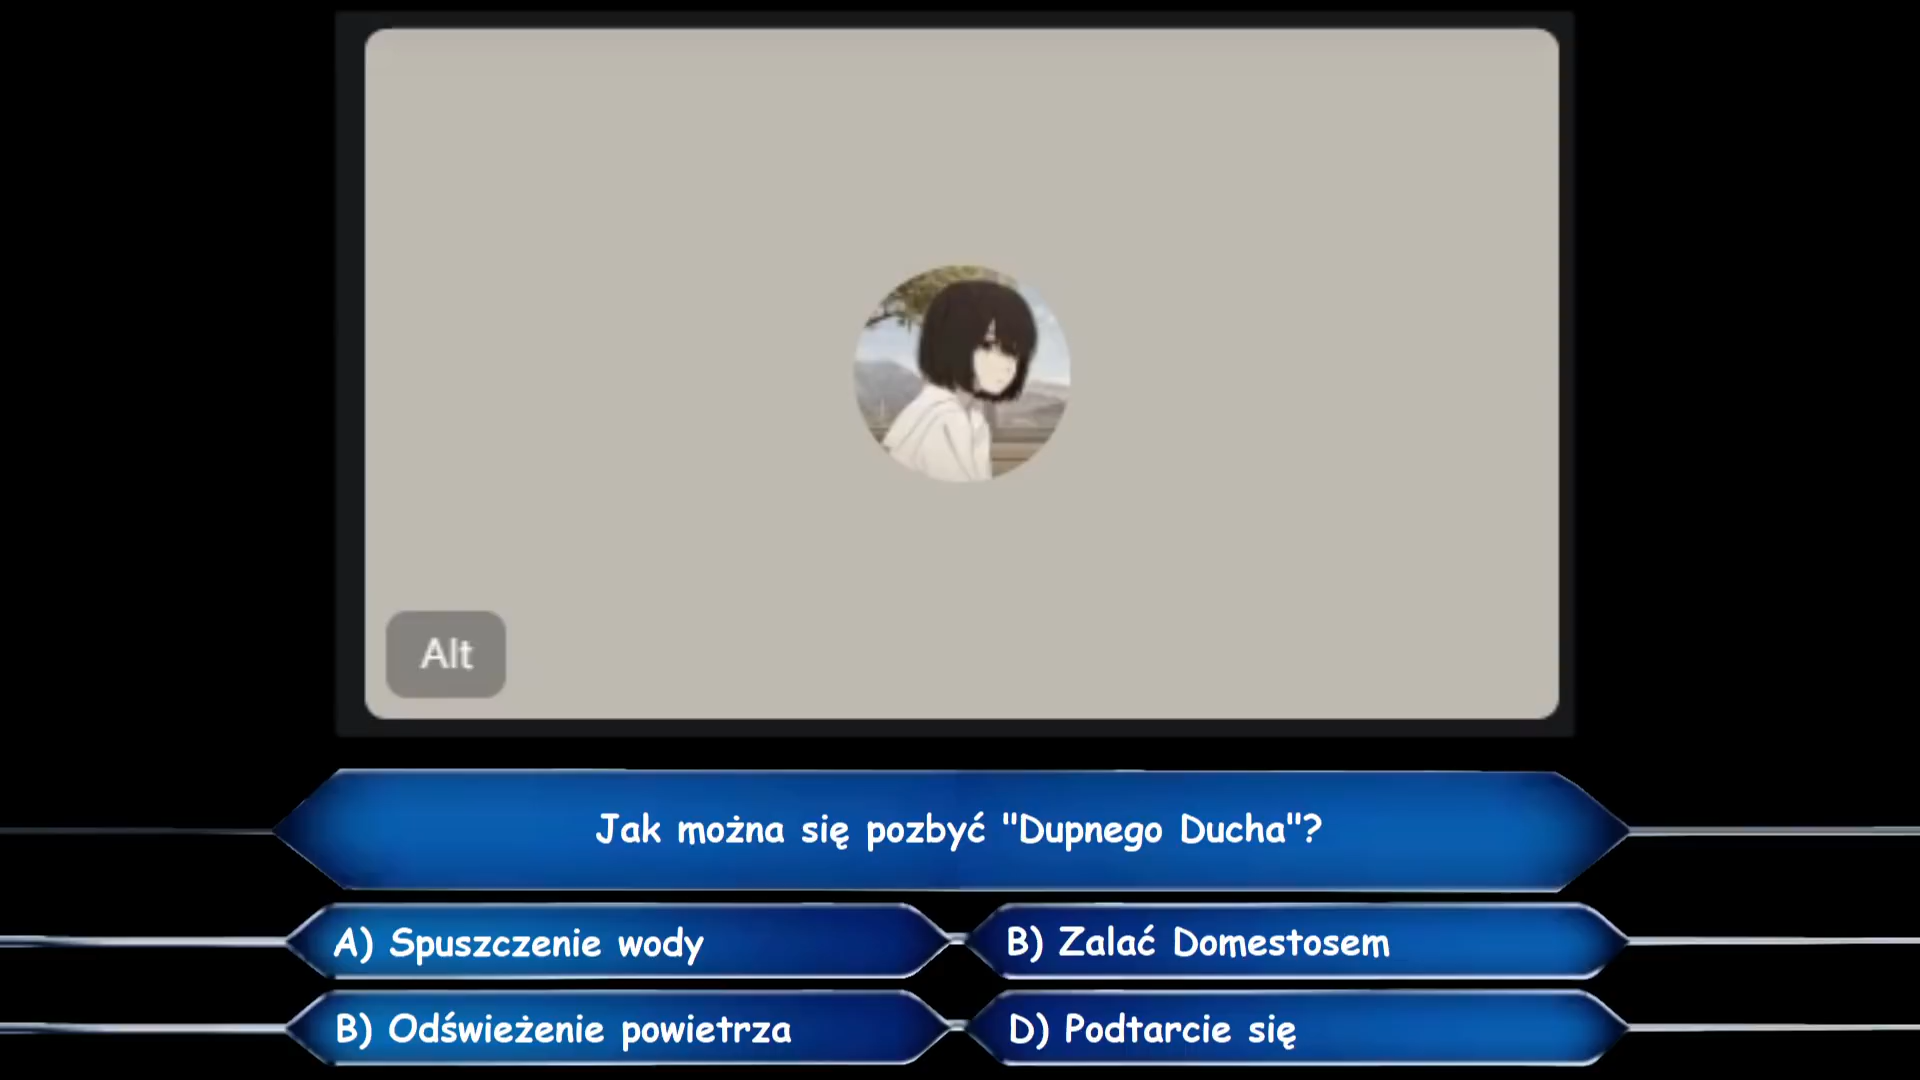 Alt
Jak można się pozbyć "Dupnego Ducha"?
A) Spuszczenie wody
B) Zalać Domestosem
B) Odświeżenie powietrza
D) Podtarcie się